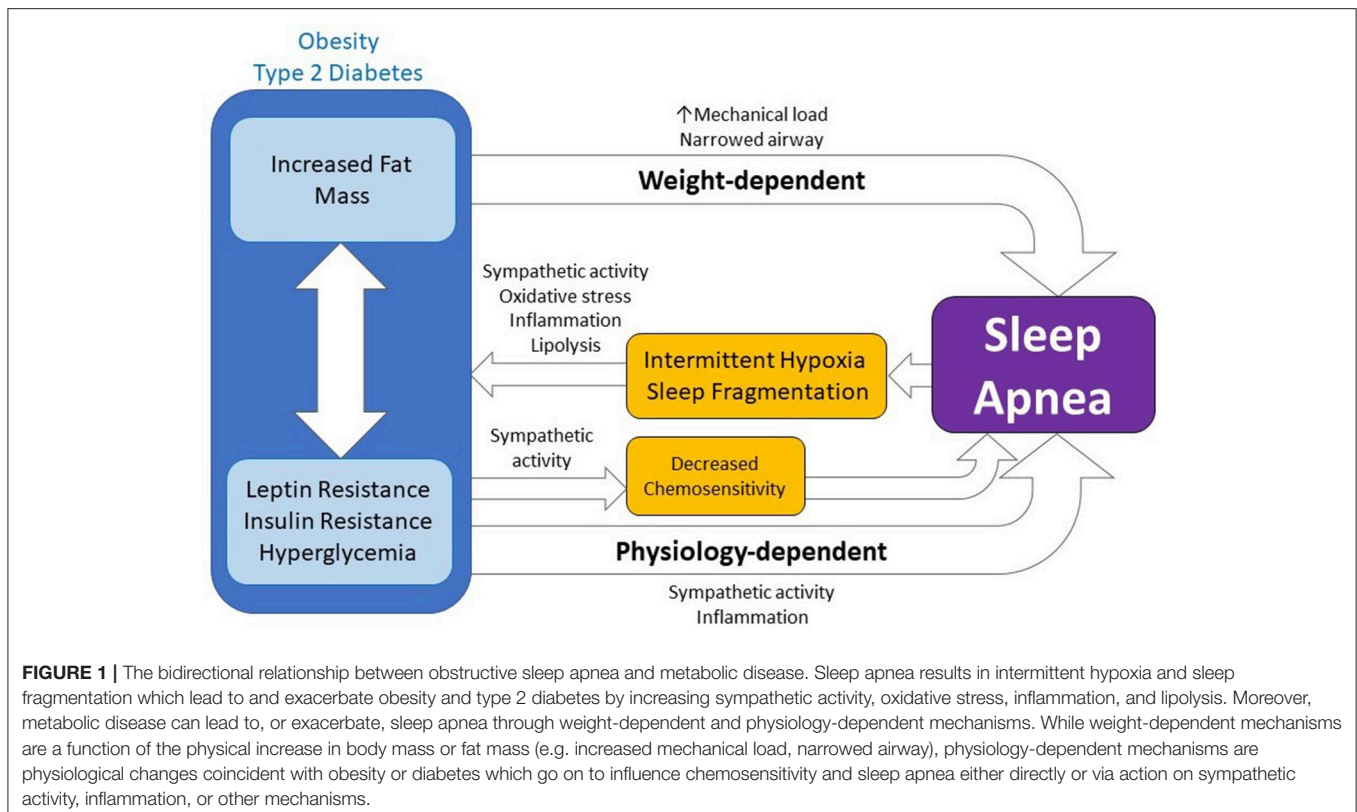 Obesity
Type 2 Diabetes
Increased Fat
Mass
↑Mechanical load
Narrowed airway
Weight-dependent
Sympathetic activity
Oxidative stress
Inflammation
Lipolysis
Intermittent Hypoxia
Sleep Fragmentation
Sleep
Apnea
Sympathetic
activity
Decreased
Chemosensitivity
Leptin Resistance
Insulin Resistance
Hyperglycemia
Physiology-dependent
Sympathetic activity
Inflammation
FIGURE 1 | The bidirectional relationship between obstructive sleep apnea and metabolic disease. Sleep apnea results in intermittent hypoxia and sleep
fragmentation which lead to and exacerbate obesity and type 2 diabetes by increasing sympathetic activity, oxidative stress, inflammation, and lipolysis. Moreover,
metabolic disease can lead to, or exacerbate, sleep apnea through weight-dependent and physiology-dependent mechanisms. While weight-dependent mechanisms
are a function of the physical increase in body mass or fat mass (e.g. increased mechanical load, narrowed airway), physiology-dependent mechanisms are
physiological changes coincident with obesity or diabetes which go on to influence chemosensitivity and sleep apnea either directly or via action on sympathetic
activity, inflammation, or other mechanisms.